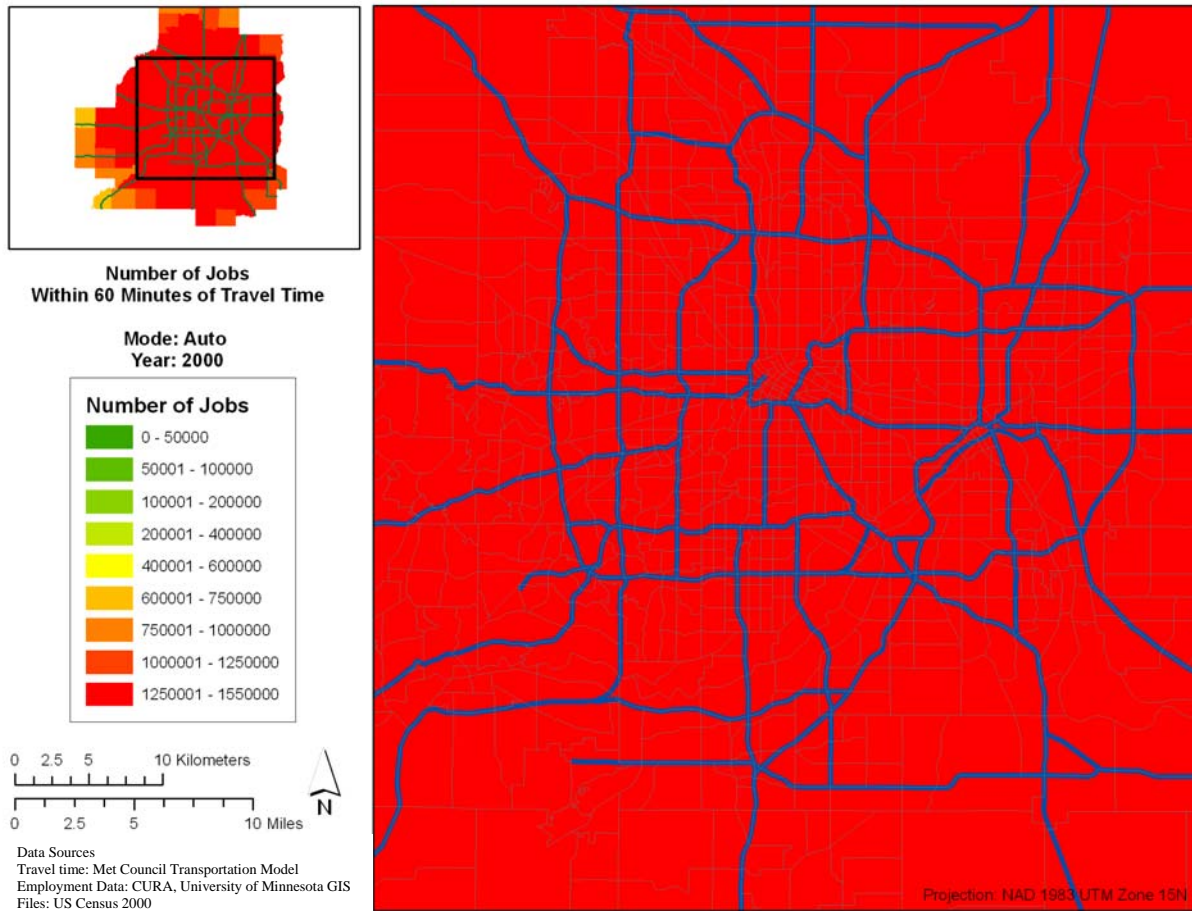 Number of Jobs
Within 60 Minutes of Travel Time
Mode: Auto
Year: 2000
Number of Jobs
0 - 50000
50001 - 100000
100001 - 200000
200001 - 400000
400001 - 600000
600001 - 750000
750001 - 1000000
1000001 - 1250000
1250001 - 1550000
0 2.5 5 10 Kilometers
0 2.5 5 10 Miles
N
Data Sources
Travel time: Met Council Transportation Model
Employment Data: CURA, University of Minnesota GIS
Files: US Census 2000
Projection: NAD 1983 UTM Zone 15N